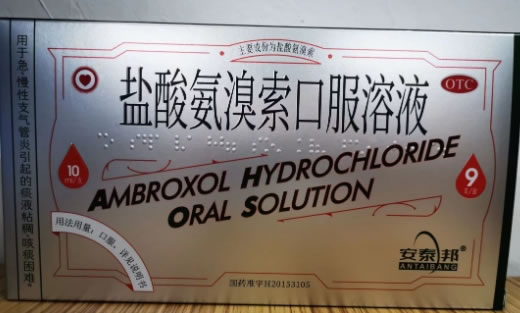 主要成份为盐酸氨溴索
盐酸氨溴索口服溶液
OTC
AMBROXOL HYDROCHLORIDE
ORAL SOLUTION
10
9
用于急、慢性支气管炎引起的痰液粘稠、咳痰困难。
用法用量：口服。详见说明书
安泰邦
ANTAIBANG
国药准字H20153105